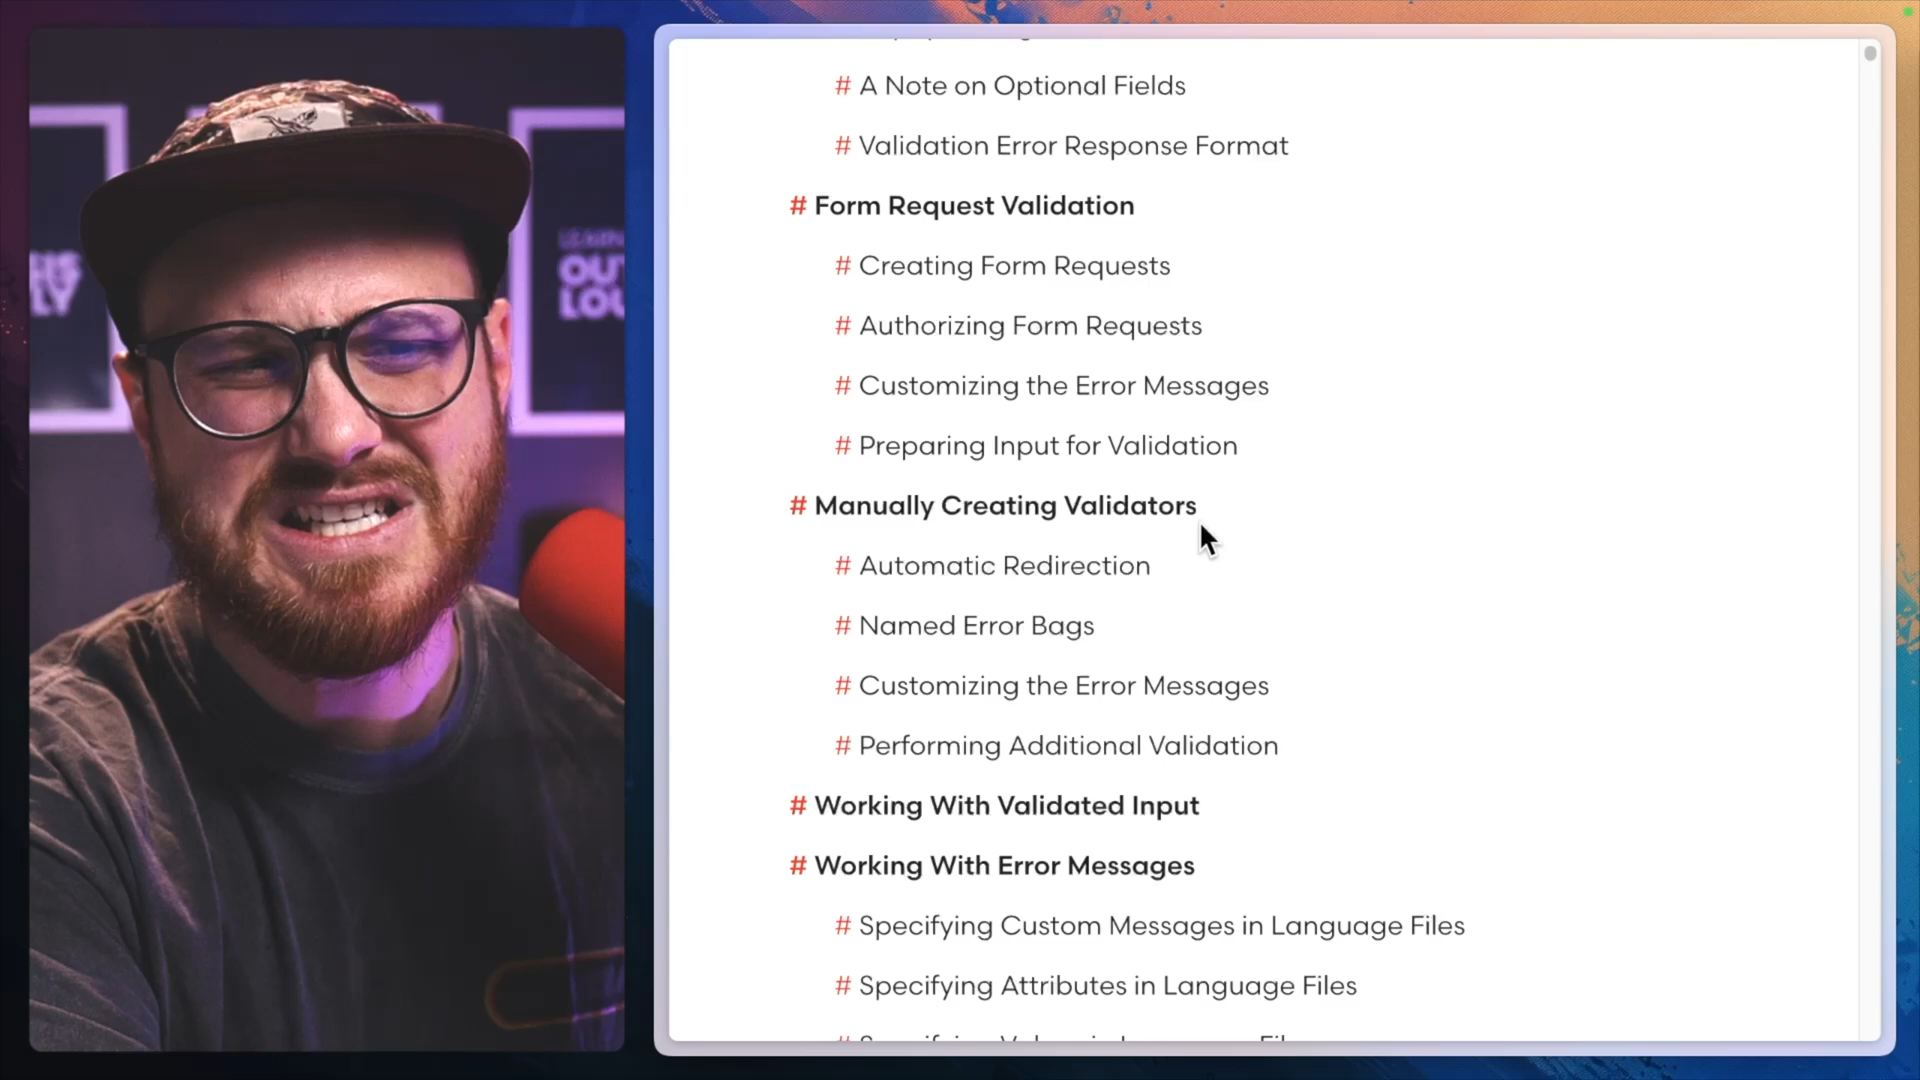 LEARN
OUT
LOU
# A Note on Optional Fields
# Validation Error Response Format
# Form Request Validation
# Creating Form Requests
# Authorizing Form Requests
# Customizing the Error Messages
# Preparing Input for Validation
# Manually Creating Validators
# Automatic Redirection
# Named Error Bags
# Customizing the Error Messages
# Performing Additional Validation
# Working With Validated Input
# Working With Error Messages
# Specifying Custom Messages in Language Files
# Specifying Attributes in Language Files